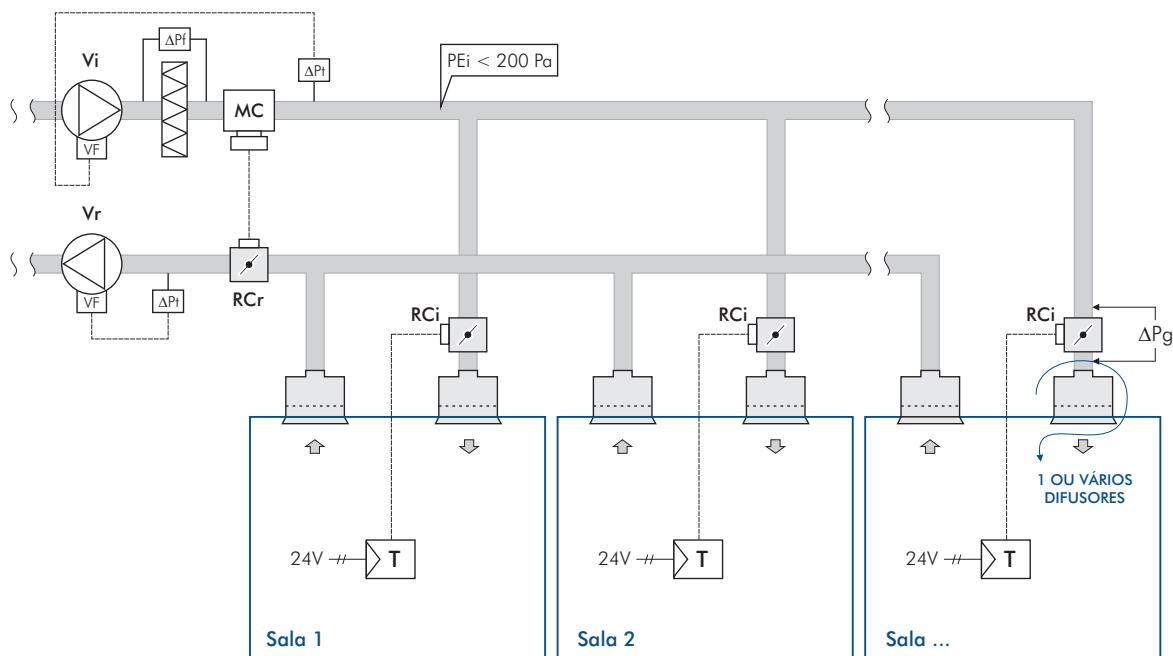 ΔPf
Vi
ΔPt
PEi < 200 Pa
MC
VF
Vr
VF
ΔPt
RCr
RCi
RCi
RCi
ΔPg
1 OU VÁRIOS
DIFUSORES
24V
T
24V
T
24V
T
Sala 1
Sala 2
Sala ...